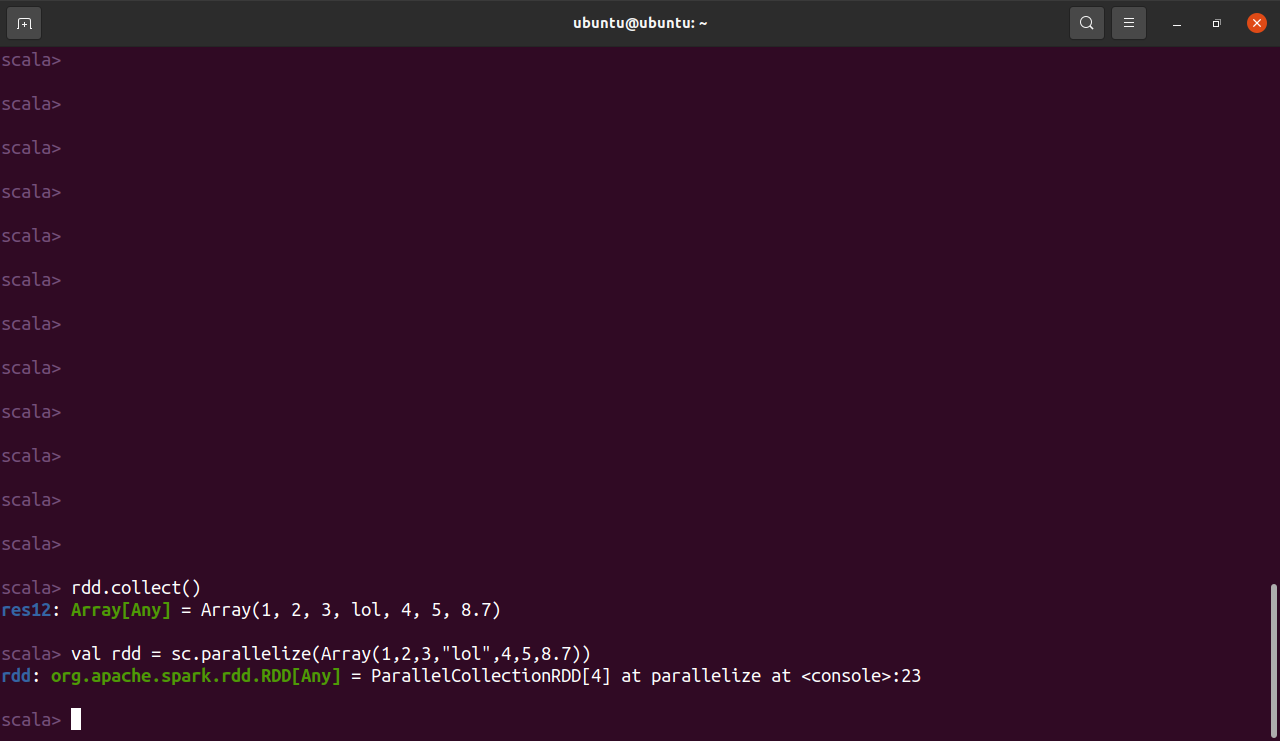 ubuntu@ubuntu: ~
scala>
scala>
scala>
scala>
scala>
scala>
scala>
scala>
scala>
scala>
scala>
scala>
scala> rdd.collect()
res12: Array[Any] = Array(1, 2, 3, lol, 4, 5, 8.7)
scala> val rdd = sc.parallelize(Array(1,2,3,"lol",4,5,8.7))
rdd: org.apache.spark.rdd.RDD[Any] = ParallelCollectionRDD[4] at parallelize at <console>:23
scala>